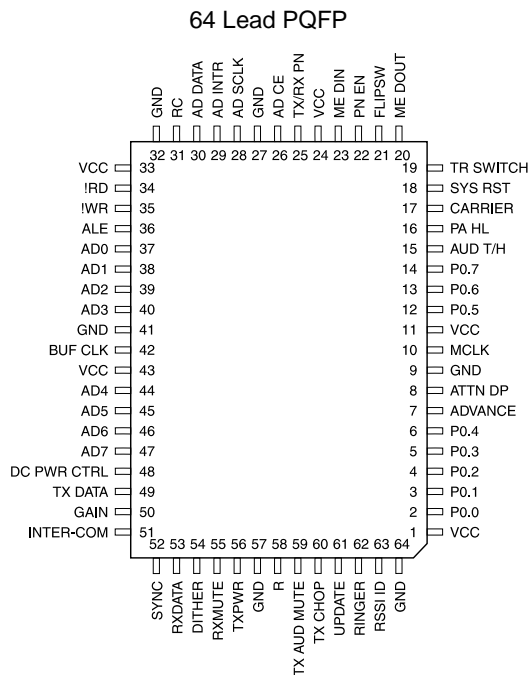 64 Lead PQFP
GND
RC
AD DATA
AD INTR
AD SCLK
GND
AD CE
TX/RX PN
VCC
ME DIN
PN EN
FLIPSW
ME DOUT
32 31 30 29 28 27 26 25 24 23 22 21 20
VCC 33 19 TR SWITCH
!RD 34 18 SYS RST
!WR 35 17 CARRIER
ALE 36 16 PA HL
AD0 37 15 AUD T/H
AD1 38 14 P0.7
AD2 39 13 P0.6
AD3 40 12 P0.5
GND 41 11 VCC
BUF CLK 42 10 MCLK
VCC 43 9 GND
AD4 44 8 ATTN DP
AD5 45 7 ADVANCE
AD6 46 6 P0.4
AD7 47 5 P0.3
DC PWR CTRL 48 4 P0.2
TX DATA 49 3 P0.1
GAIN 50 2 P0.0
INTER-COM 51 1 VCC
52 53 54 55 56 57 58 59 60 61 62 63 64
SYNC
RXDATA
DITHER
RXMUTE
TXPWR
GND
R
TX AUD MUTE
TX CHOP
UPDATE
RINGER
RSSI ID
GND